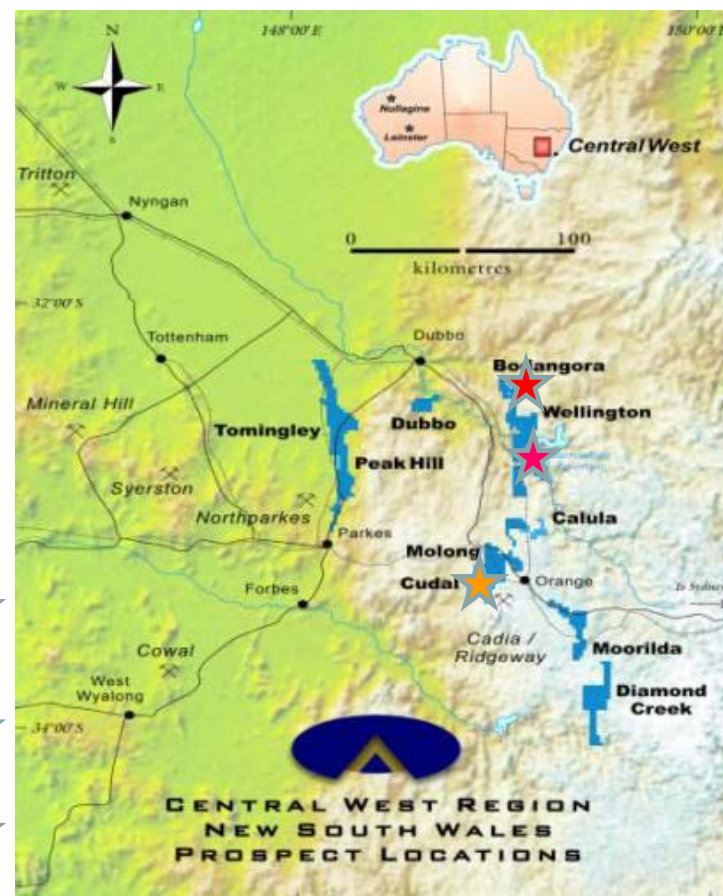 148°00'E
150°00'E
N
W
E
S
Nullagine
Leinster
Central West
Tritton
Nyngan
0 100
kilometres
32°00'S
Tottenham
Dubbo
Mineral Hill
Wellington
Tomingley
Dubbo
Peak Hill
Syerston
Northparkes
Calula
Parkes
Molong
Cudal
Orange
Forbes
To Sydney
Cadia /
Ridgeway
Cowal
Moorilda
West
Wyalong
Diamond
Creek
34°00'S
CENTRAL WEST REGION
NEW SOUTH WALES
PROSPECT LOCATIONS